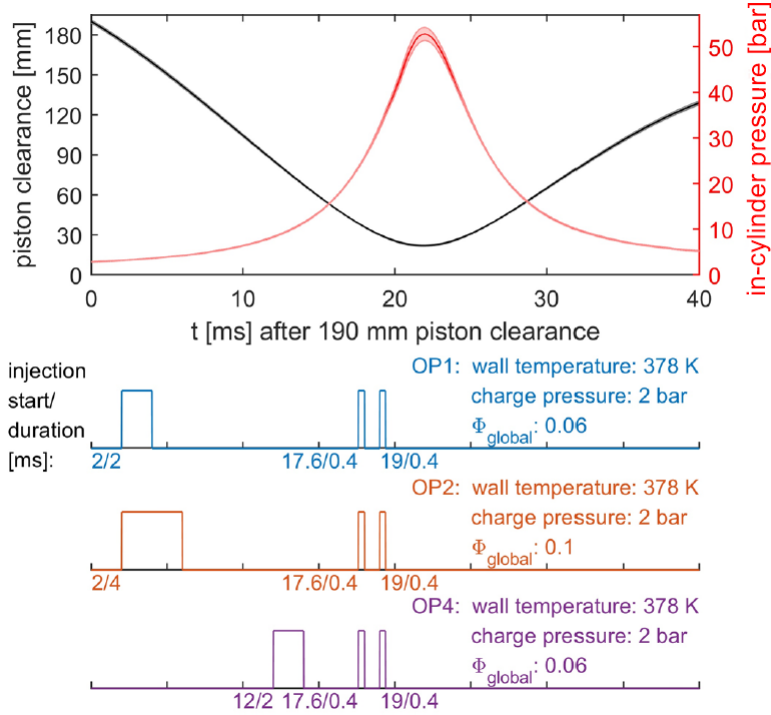 piston clearance [mm]
180
150
120
90
60
30
0
50
40
30
20
10
0
in-cylinder pressure [bar]
0 10 20 30 40
t [ms] after 190 mm piston clearance
injection
start/
duration
[ms]:
OP1: wall temperature: 378 K
charge pressure: 2 bar
Φglobal: 0.06
2/2 17.6/0.4 19/0.4
OP2: wall temperature: 378 K
charge pressure: 2 bar
Φglobal: 0.1
2/4 17.6/0.4 19/0.4
OP4: wall temperature: 378 K
charge pressure: 2 bar
Φglobal: 0.06
12/2 17.6/0.4 19/0.4